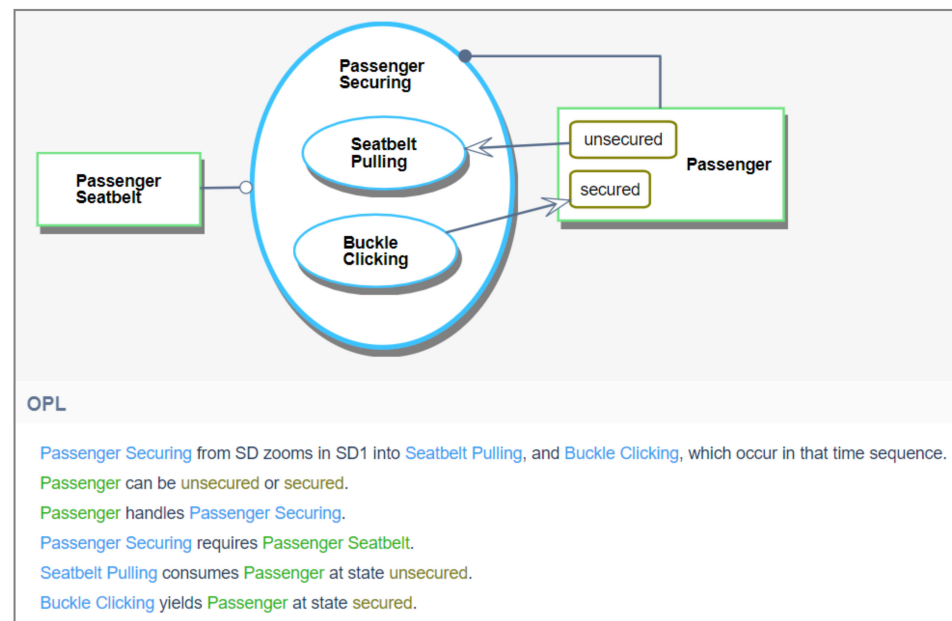 Passenger
Securing
Seatbelt
Pulling
unsecured
Passenger
secured
Passenger
Seatbelt
Buckle
Clicking
OPL
Passenger Securing from SD zooms in SD1 into Seatbelt Pulling, and Buckle Clicking, which occur in that time sequence.
Passenger can be unsecured or secured.
Passenger handles Passenger Securing.
Passenger Securing requires Passenger Seatbelt.
Seatbelt Pulling consumes Passenger at state unsecured.
Buckle Clicking yields Passenger at state secured.